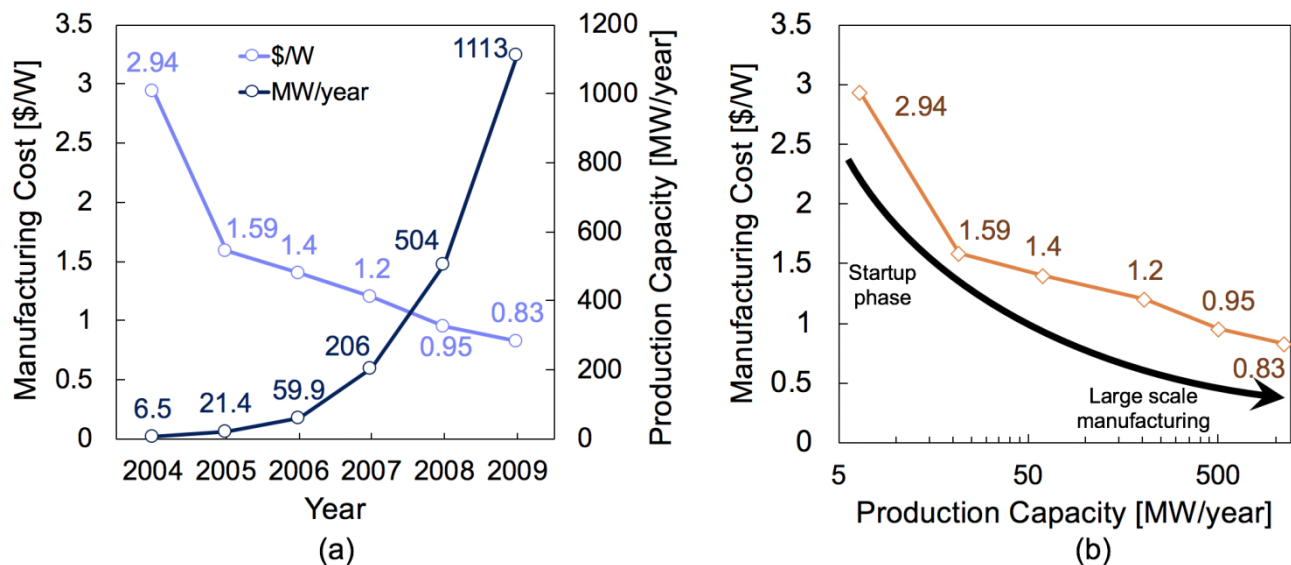 Manufacturing Cost [$/W]
3.5
3
2.5
2
1.5
1
0.5
0
$/W
MW/year
2.94
1.59
1.4
1.2
0.95
0.83
6.5
21.4
59.9
206
504
1113
1200
1000
800
600
400
200
0
Production Capacity [MW/year]
2004 2005 2006 2007 2008 2009
Year
(a)
Manufacturing Cost [$/W]
3.5
3
2.5
2
1.5
1
0.5
0
2.94
1.59
1.4
1.2
0.95
0.83
Startup
phase
Large scale
manufacturing
5 50 500
Production Capacity [MW/year]
(b)